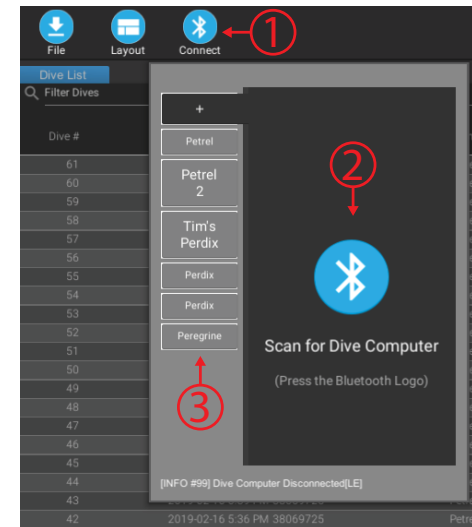 File
Layout
Connect
1
Dive List
Filter Dives
Dive #
61
60
59
58
57
56
55
54
53
52
51
50
49
48
47
46
45
44
43
42
+
Petrel
Petrel
2
Tim's
Perdix
Perdix
Perdix
Peregrine
3
2
Scan for Dive Computer
(Press the Bluetooth Logo)
[INFO #99] Dive Computer Disconnected[LE]
2019-02-16 5:36 PM 38069725